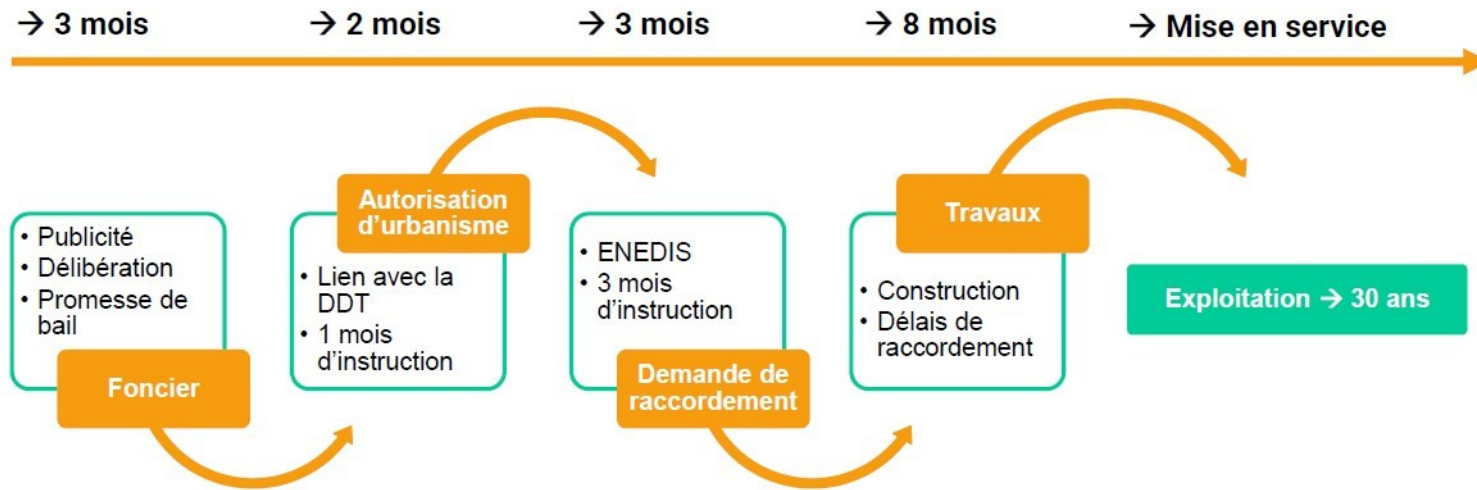 → 3 mois
→ 2 mois
→ 3 mois
→ 8 mois
→ Mise en service
• Publicité
• Délibération
• Promesse de
bail
Foncier
Autorisation
d'urbanisme
• Lien avec la
DDT
• 1 mois
d'instruction
• ENEDIS
• 3 mois
d'instruction
Demande de
raccordement
Travaux
• Construction
• Délais de
raccordement
Exploitation → 30 ans